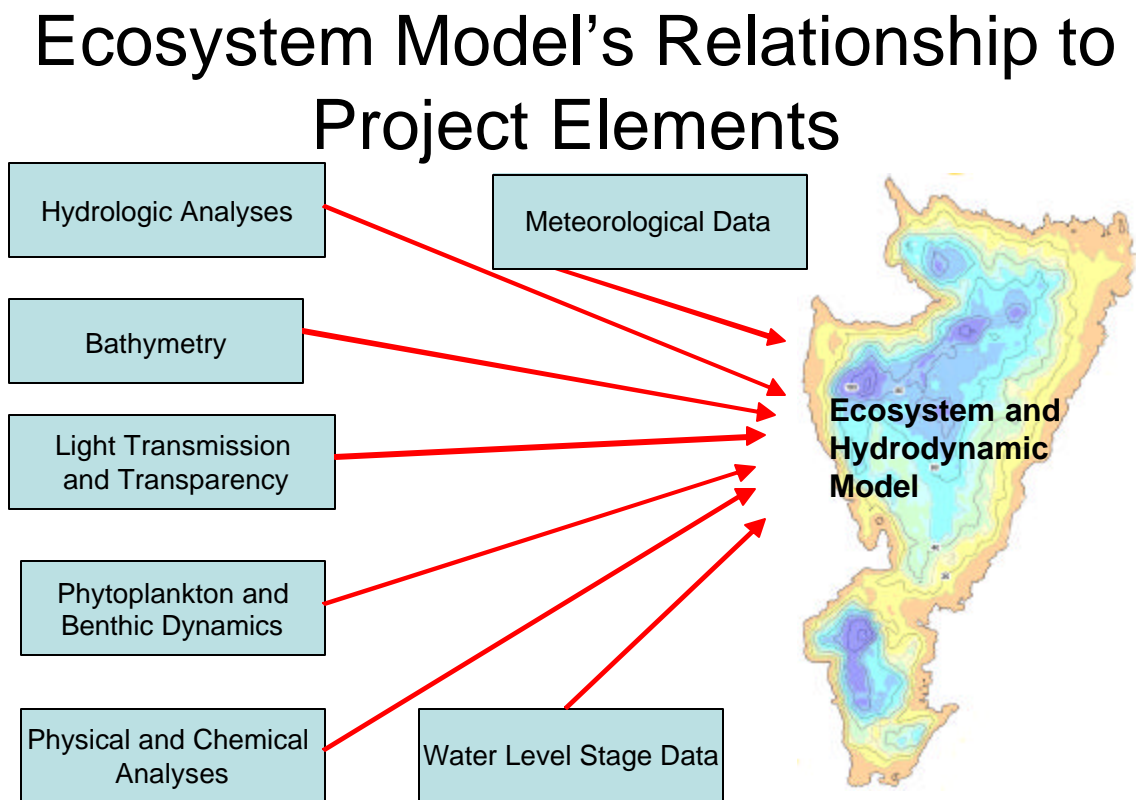 Ecosystem Model's Relationship to
Project Elements
Hydrologic Analyses
Meteorological Data
Bathymetry
Light Transmission
and Transparency
Phytoplankton and
Benthic Dynamics
Physical and Chemical
Analyses
Water Level Stage Data
Ecosystem and
Hydrodynamic
Model